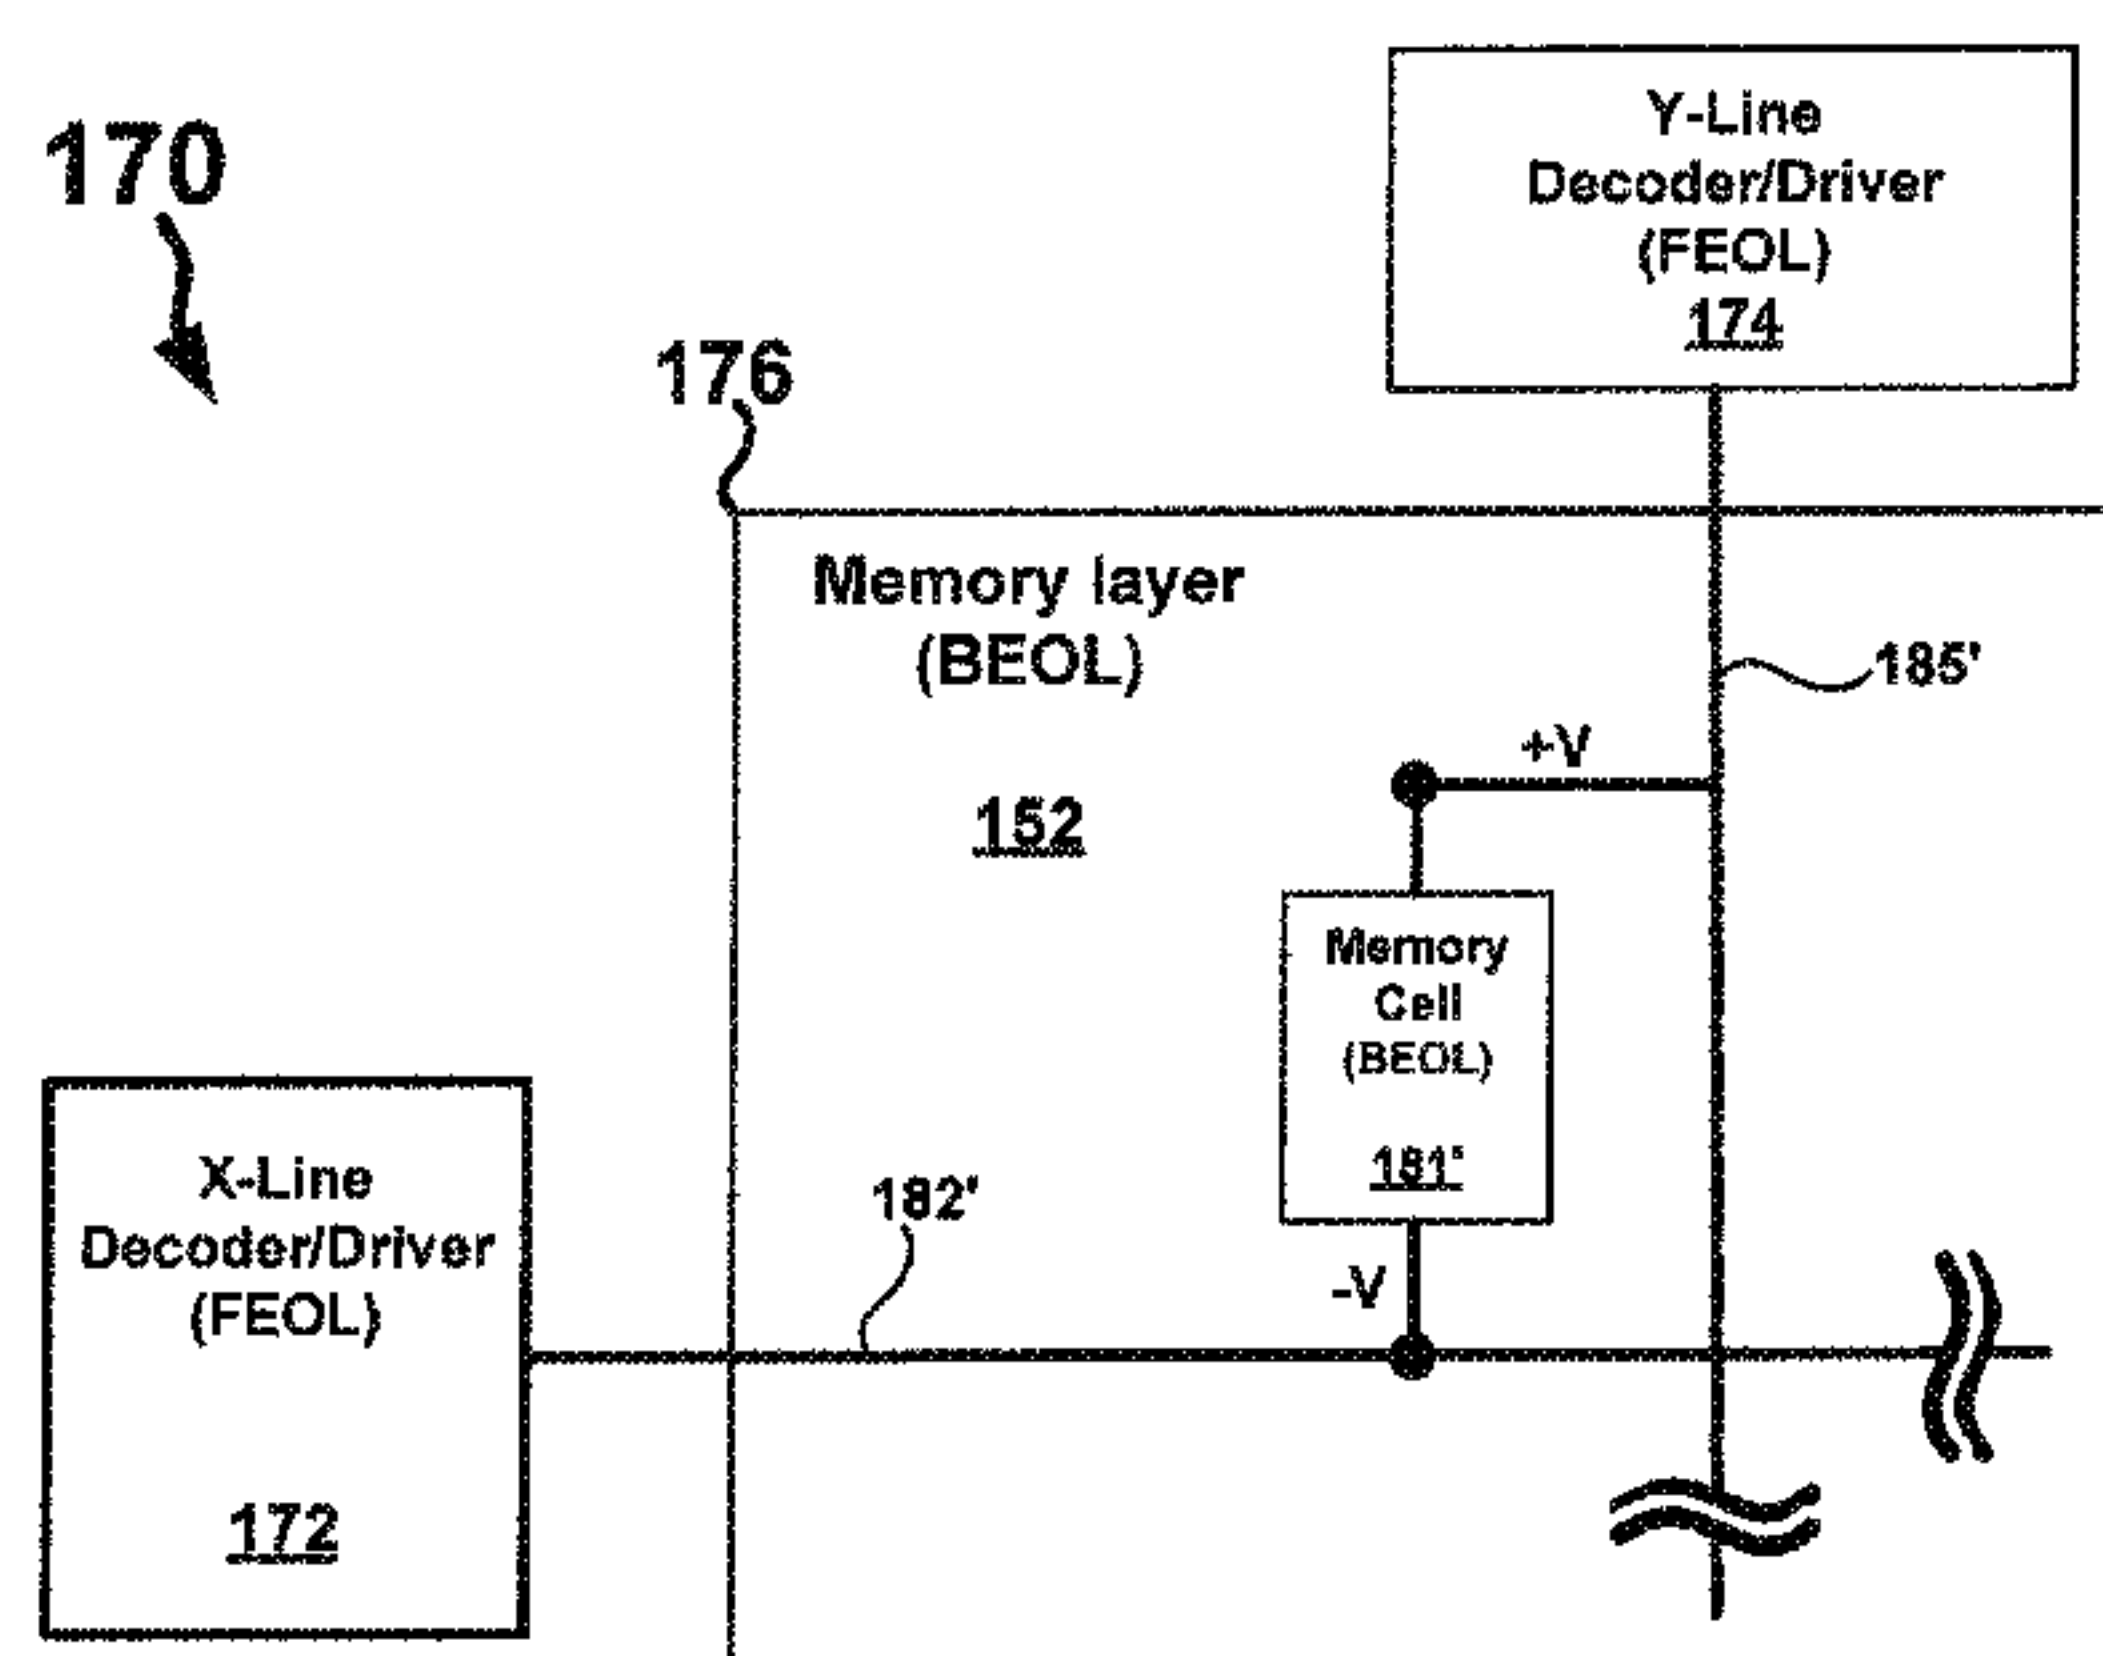 170
Y-Line
Decoder/Driver
(FEOL)
174
176
Memory layer
(BEOL)
152
185'
+V
Memory
Cell
(BEOL)
181'
-V
182'
X-Line
Decoder/Driver
(FEOL)
172